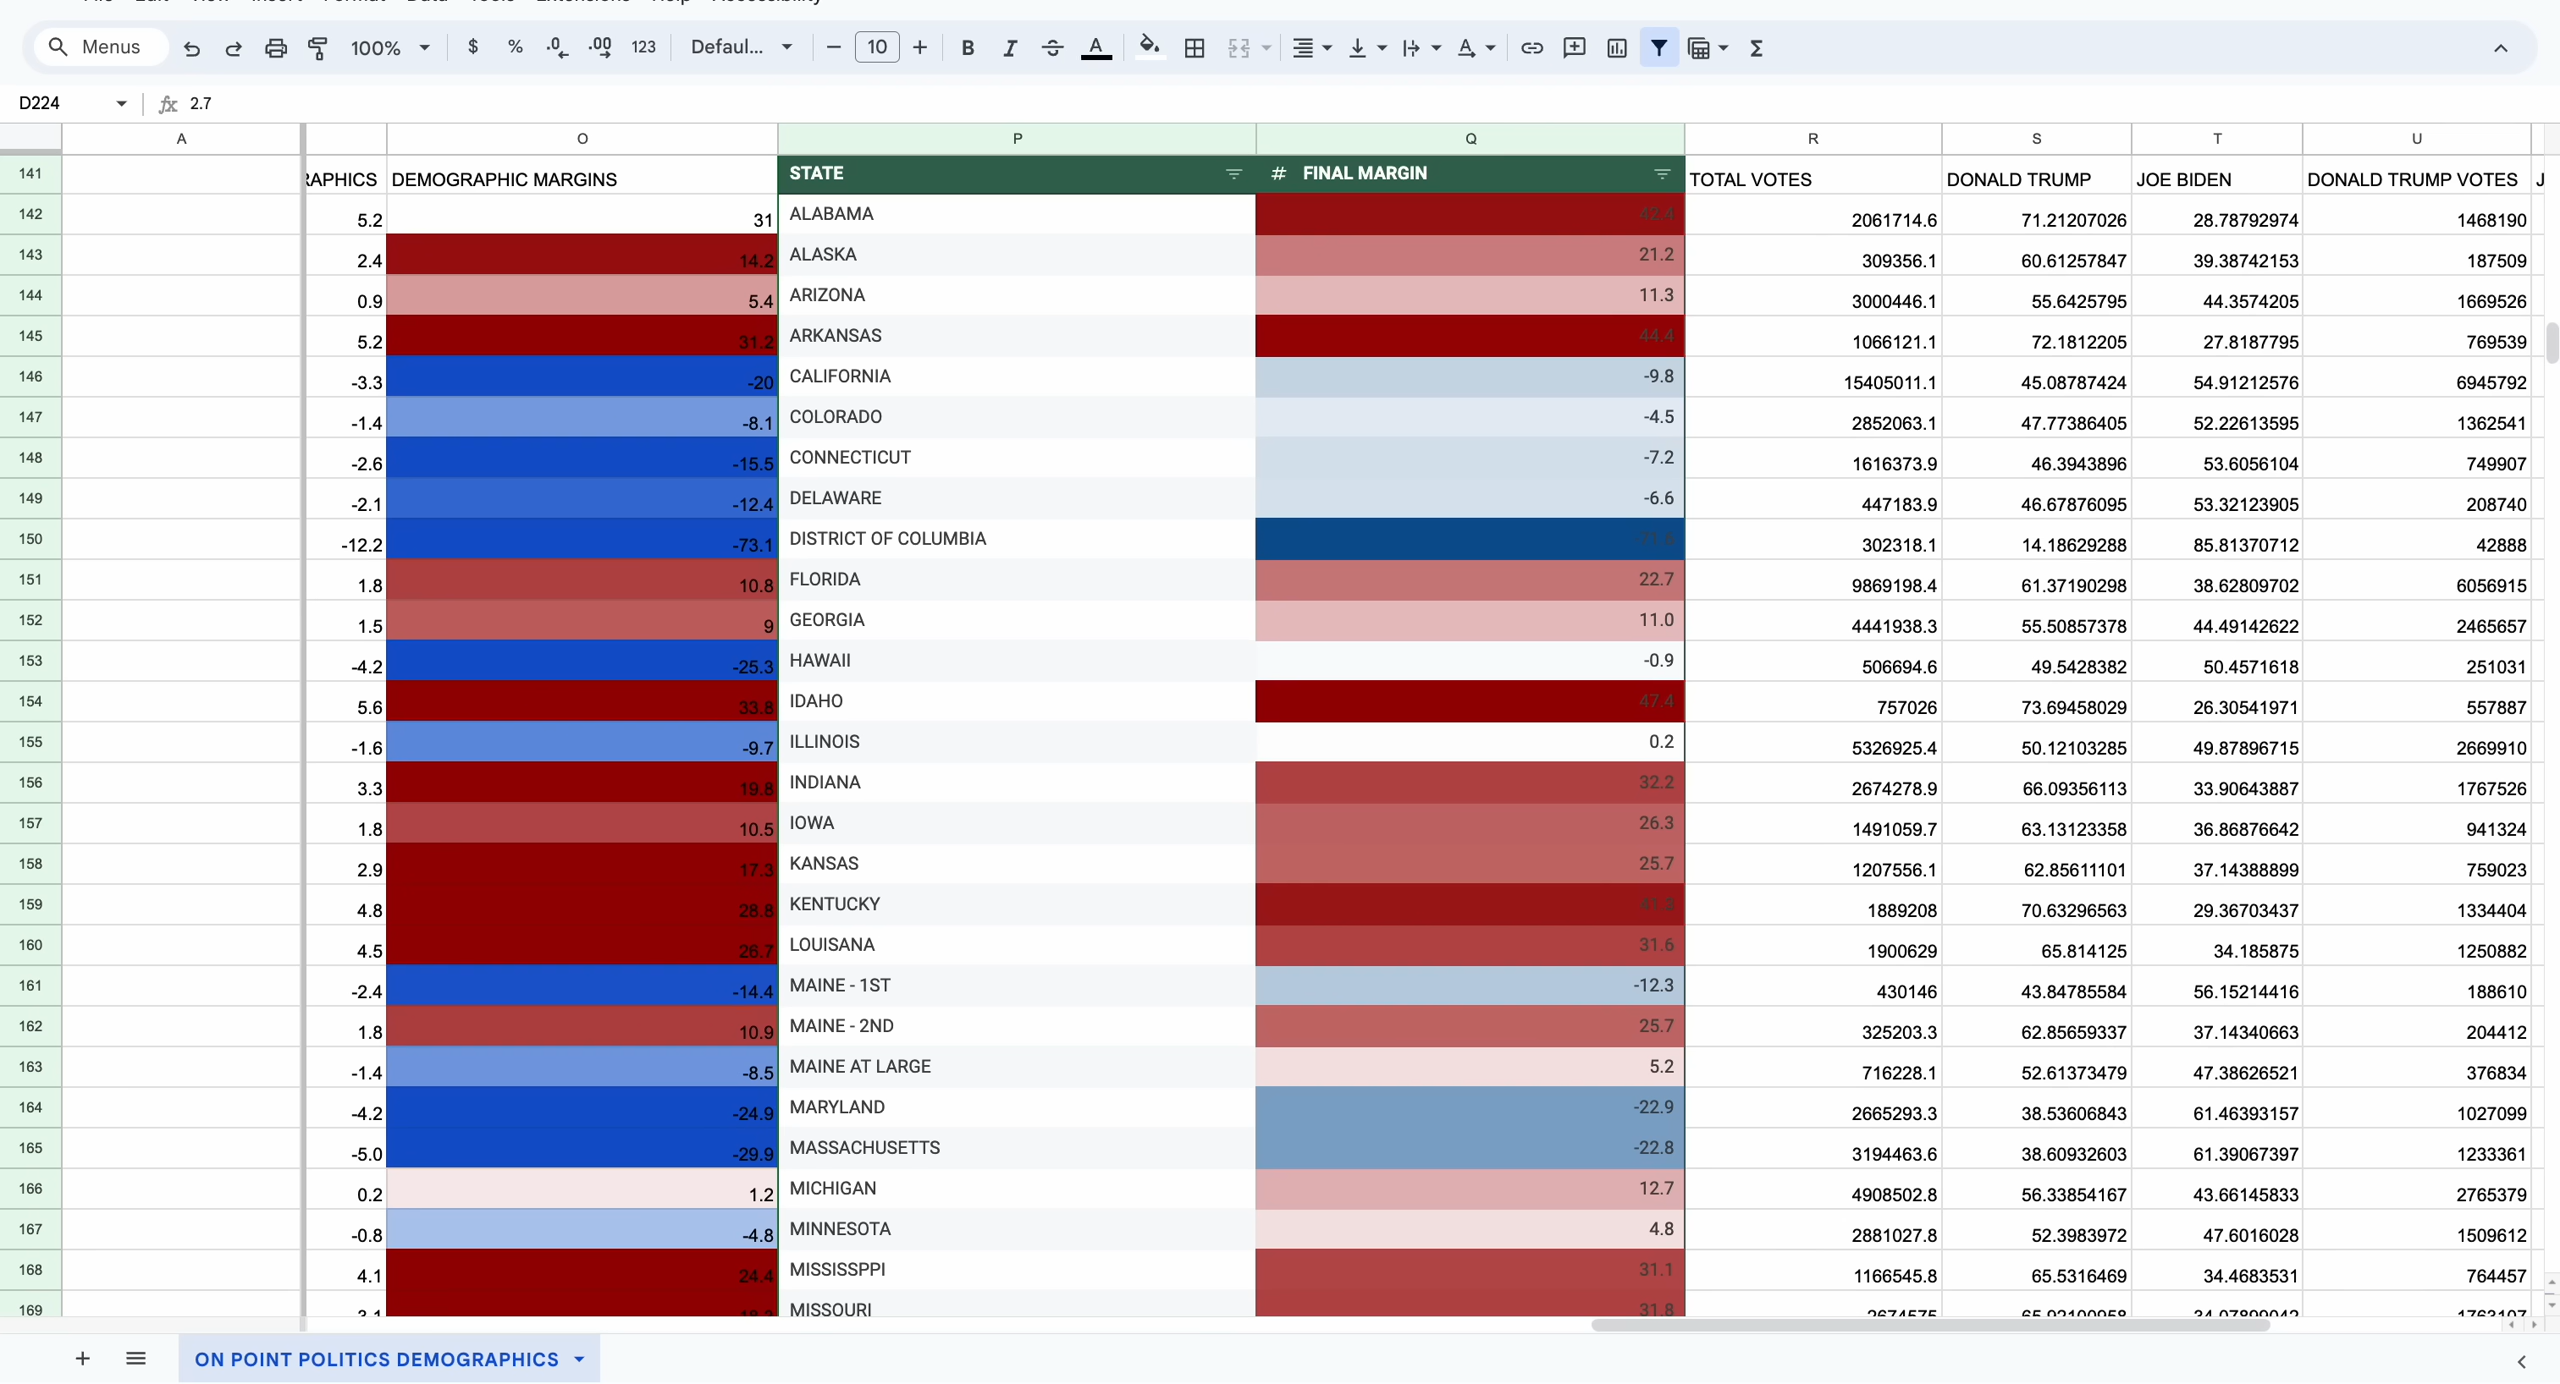 Menus 100% $ % .0 .00 123 Defaul... 10 B I A A Σ
D224 fx 2.7
A O P Q R S T U
141 RAPHICS DEMOGRAPHIC MARGINS STATE # FINAL MARGIN TOTAL VOTES DONALD TRUMP JOE BIDEN DONALD TRUMP VOTES J
142 5.2 31 ALABAMA 42.4 2061714.6 71.21207026 28.78792974 1468190
143 2.4 14.2 ALASKA 21.2 309356.1 60.61257847 39.38742153 187509
144 0.9 5.4 ARIZONA 11.3 3000446.1 55.6425795 44.3574205 1669526
145 5.2 31.2 ARKANSAS 44.4 1066121.1 72.1812205 27.8187795 769539
146 -3.3 -20 CALIFORNIA -9.8 15405011.1 45.08787424 54.91212576 6945792
147 -1.4 -8.1 COLORADO -4.5 2852063.1 47.77386405 52.22613595 1362541
148 -2.6 -15.5 CONNECTICUT -7.2 1616373.9 46.3943896 53.6056104 749907
149 -2.1 -12.4 DELAWARE -6.6 447183.9 46.67876095 53.32123905 208740
150 -12.2 -73.1 DISTRICT OF COLUMBIA 302318.1 14.18629288 85.81370712 42888
151 1.8 10.8 FLORIDA 22.7 9869198.4 61.37190298 38.62809702 6056915
152 1.5 9 GEORGIA 11.0 4441938.3 55.50857378 44.49142622 2465657
153 -4.2 -25.3 HAWAII -0.9 506694.6 49.5428382 50.4571618 251031
154 5.6 33.8 IDAHO 47.4 757026 73.69458029 26.30541971 557887
155 -1.6 -9.7 ILLINOIS 0.2 5326925.4 50.12103285 49.87896715 2669910
156 3.3 19.8 INDIANA 32.2 2674278.9 66.09356113 33.90643887 1767526
157 1.8 10.5 IOWA 26.3 1491059.7 63.13123358 36.86876642 941324
158 2.9 17.3 KANSAS 25.7 1207556.1 62.85611101 37.14388899 759023
159 4.8 28.8 KENTUCKY 41.3 1889208 70.63296563 29.36703437 1334404
160 4.5 26.7 LOUISANA 31.6 1900629 65.814125 34.185875 1250882
161 -2.4 -14.4 MAINE - 1ST -12.3 430146 43.84785584 56.15214416 188610
162 1.8 10.9 MAINE - 2ND 25.7 325203.3 62.85659337 37.14340663 204412
163 -1.4 -8.5 MAINE AT LARGE 5.2 716228.1 52.61373479 47.38626521 376834
164 -4.2 -24.9 MARYLAND -22.9 2665293.3 38.53606843 61.46393157 1027099
165 -5.0 -29.9 MASSACHUSETTS -22.8 3194463.6 38.60932603 61.39067397 1233361
166 0.2 1.2 MICHIGAN 12.7 4908502.8 56.33854167 43.66145833 2765379
167 -0.8 -4.8 MINNESOTA 4.8 2881027.8 52.3983972 47.6016028 1509612
168 4.1 24.4 MISSISSPPI 31.1 1166545.8 65.5316469 34.4683531 764457
169 MISSOURI 31.8
ON POINT POLITICS DEMOGRAPHICS